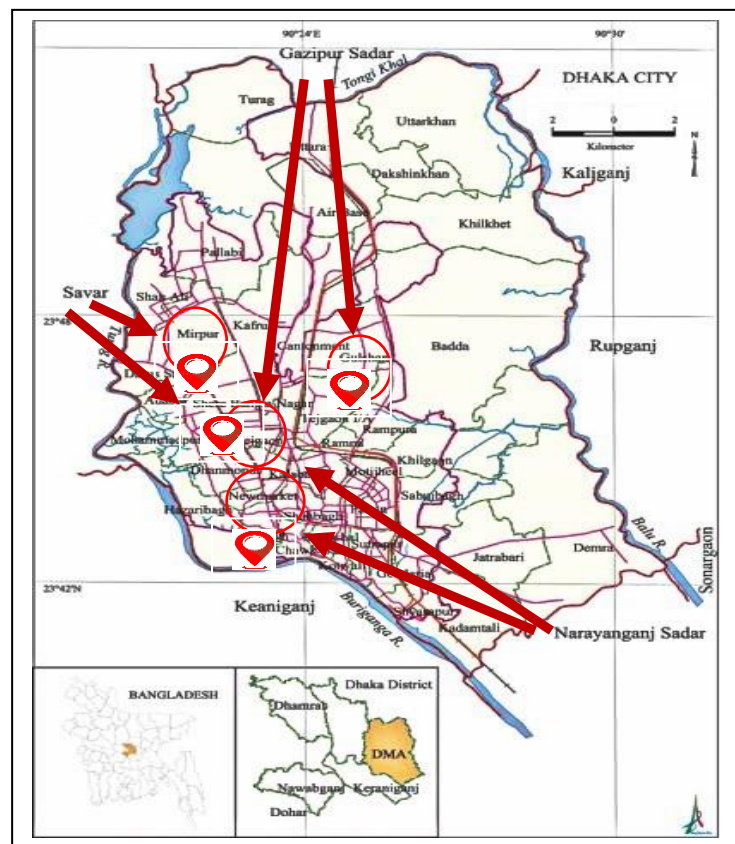 90°24'E
90°30'
Gazipur Sadar
Tongi Khal
DHAKA CITY
Turag
Uttarkhan
2 0 2
Kilometer
N
Uttara
Dakshinkhan
Kaliganj
Air Base
Khilkhet
Pallabi
Savar
Shah Ali
23°48'
Mirpur
Kafrul
Cantonment
Gulshan
Badda
Rupganj
Nagar
Tejgaon I/A
Rampura
Ramna
Khilgaon
Dhanmondi
Motijheel
Newmarket
Sabujbagh
Hazaribagh
Shahbagh
Balu R.
Sutrapur
Jatrabari
Demra
Sonargaon
23°42'N
Keaniganj
Buriganga R.
Shyampur
Kadamtali
Narayanganj Sadar
BANGLADESH
Dhaka District
Dhamrai
DMA
Nawabganj
Keraniganj
Dohar